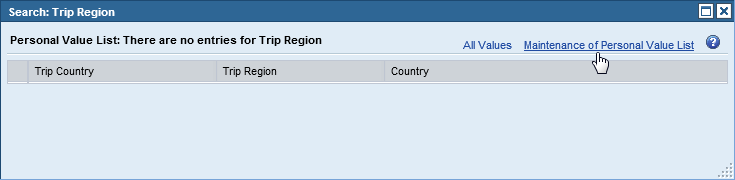 Search: Trip Region
Personal Value List: There are no entries for Trip Region All Values Maintenance of Personal Value List ?
Trip Country Trip Region Country